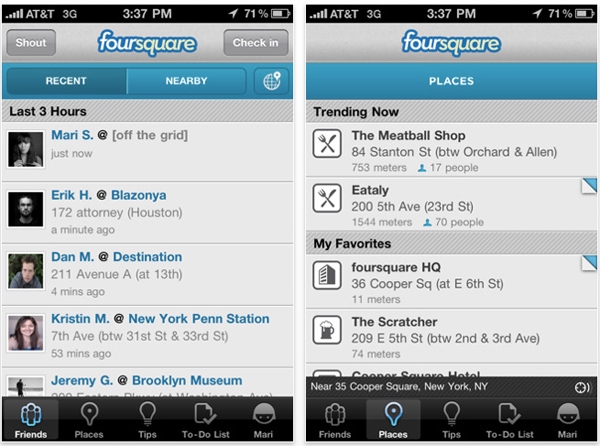 AT&T 3G 3:37 PM 71%
Shout foursquare Check in
RECENT NEARBY
Last 3 Hours
Mari S. @ [off the grid]
just now
Erik H. @ Blazonya
172 attorney (Houston)
a minute ago
Dan M. @ Destination
211 Avenue A (at 13th)
4 mins ago
Kristin M. @ New York Penn Station
7th Ave (btw 31st & 33rd St)
53 mins ago
Jeremy G. @ Brooklyn Museum
200 Eastern Pkwy (at Washington Ave)
Friends Places Tips To-Do List Mari
AT&T 3G 3:37 PM 71%
foursquare
PLACES
Trending Now
The Meatball Shop
84 Stanton St (btw Orchard & Allen)
753 meters 17 people
Eataly
200 5th Ave (23rd St)
1544 meters 70 people
My Favorites
foursquare HQ
36 Cooper Sq (at E 6th St)
11 meters
The Scratcher
209 E 5th St (btw 2nd & 3rd Ave)
74 meters
Cooper Square Hotel
Near 35 Cooper Square, New York, NY
Friends Places Tips To-Do List Mari